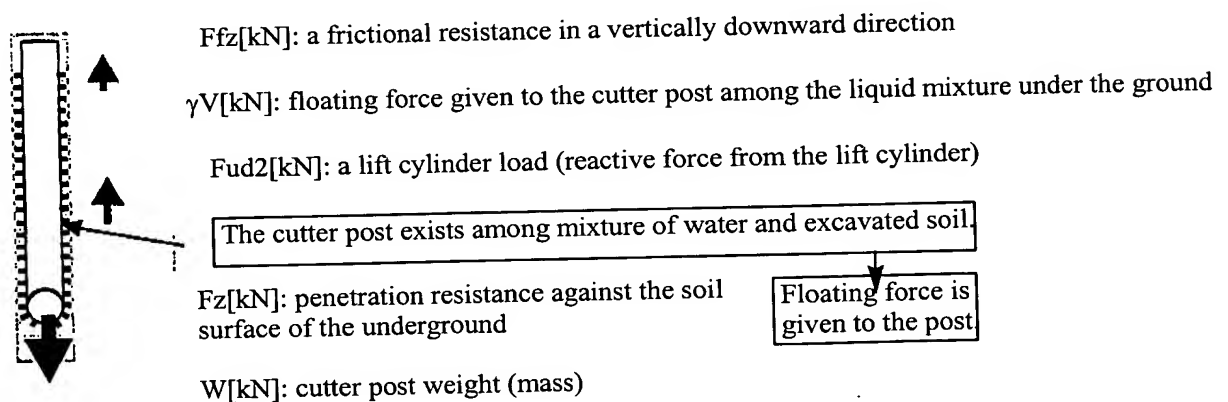 Ffz[kN]: a frictional resistance in a vertically downward direction
γV[kN]: floating force given to the cutter post among the liquid mixture under the ground
Fud2[kN]: a lift cylinder load (reactive force from the lift cylinder)
The cutter post exists among mixture of water and excavated soil.
Fz[kN]: penetration resistance against the soil
surface of the underground
Floating force is
given to the post
W[kN]: cutter post weight (mass)